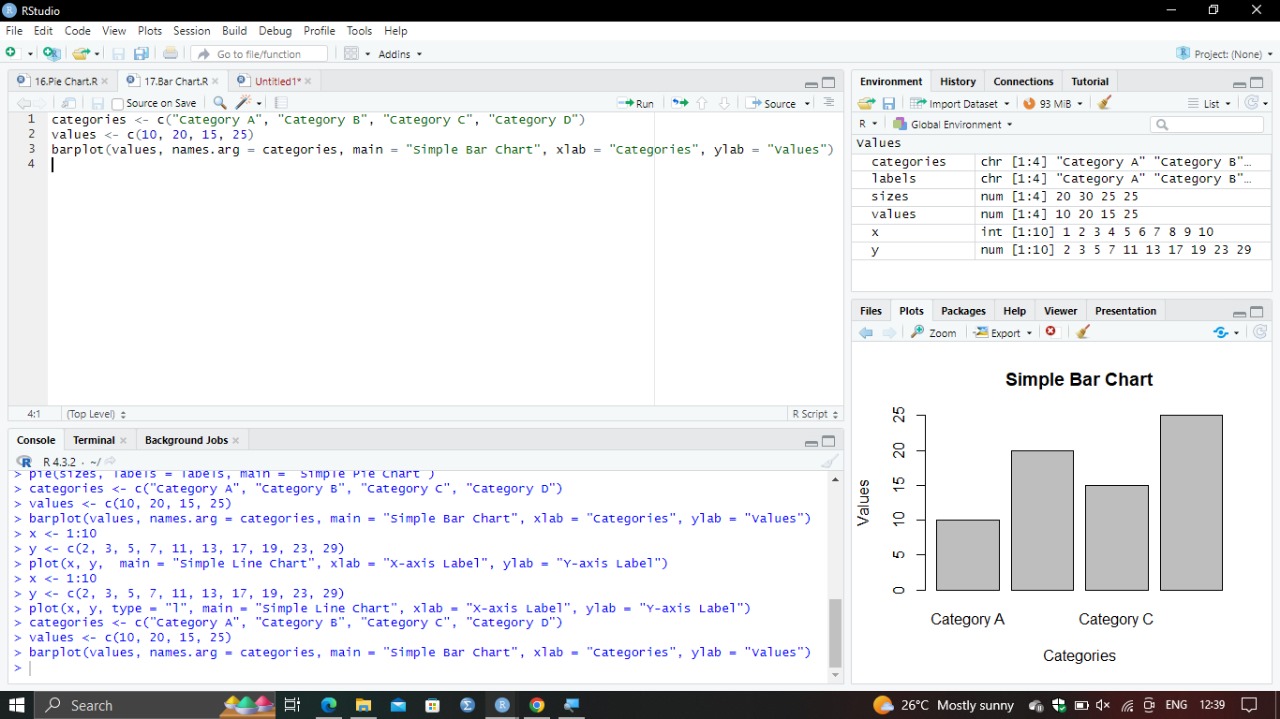 RStudio
File Edit Code View Plots Session Build Debug Profile Tools Help
Go to file/function Addins Project: (None)
16.Pie Chart.R 17.Bar Chart.R Untitled1*
Source on Save Run Source
1 categories <- c("Category A", "Category B", "Category C", "Category D")
2 values <- c(10, 20, 15, 25)
3 barplot(values, names.arg = categories, main = "Simple Bar Chart", xlab = "Categories", ylab = "Values")
4
4:1 (Top Level) R Script
Console Terminal Background Jobs
R 4.3.2 · ~/
> pie(sizes, labels = labels, main = "Simple Pie Chart")
> categories <- c("Category A", "Category B", "Category C", "Category D")
> values <- c(10, 20, 15, 25)
> barplot(values, names.arg = categories, main = "Simple Bar Chart", xlab = "Categories", ylab = "Values")
> x <- 1:10
> y <- c(2, 3, 5, 7, 11, 13, 17, 19, 23, 29)
> plot(x, y,  main = "Simple Line Chart", xlab = "X-axis Label", ylab = "Y-axis Label")
> x <- 1:10
> y <- c(2, 3, 5, 7, 11, 13, 17, 19, 23, 29)
> plot(x, y, type = "l", main = "Simple Line Chart", xlab = "X-axis Label", ylab = "Y-axis Label")
> categories <- c("Category A", "Category B", "Category C", "Category D")
> values <- c(10, 20, 15, 25)
> barplot(values, names.arg = categories, main = "Simple Bar Chart", xlab = "Categories", ylab = "Values")
>
Environment History Connections Tutorial
Import Dataset 93 MiB List
R Global Environment
Values
categories chr [1:4] "Category A" "Category B"…
labels chr [1:4] "Category A" "Category B"…
sizes num [1:4] 20 30 25 25
values num [1:4] 10 20 15 25
x int [1:10] 1 2 3 4 5 6 7 8 9 10
y num [1:10] 2 3 5 7 11 13 17 19 23 29
Files Plots Packages Help Viewer Presentation
Zoom Export
Simple Bar Chart
25
20
15
10
5
0
Values
Category A Category C
Categories
Search 26°C Mostly sunny ENG 12:39